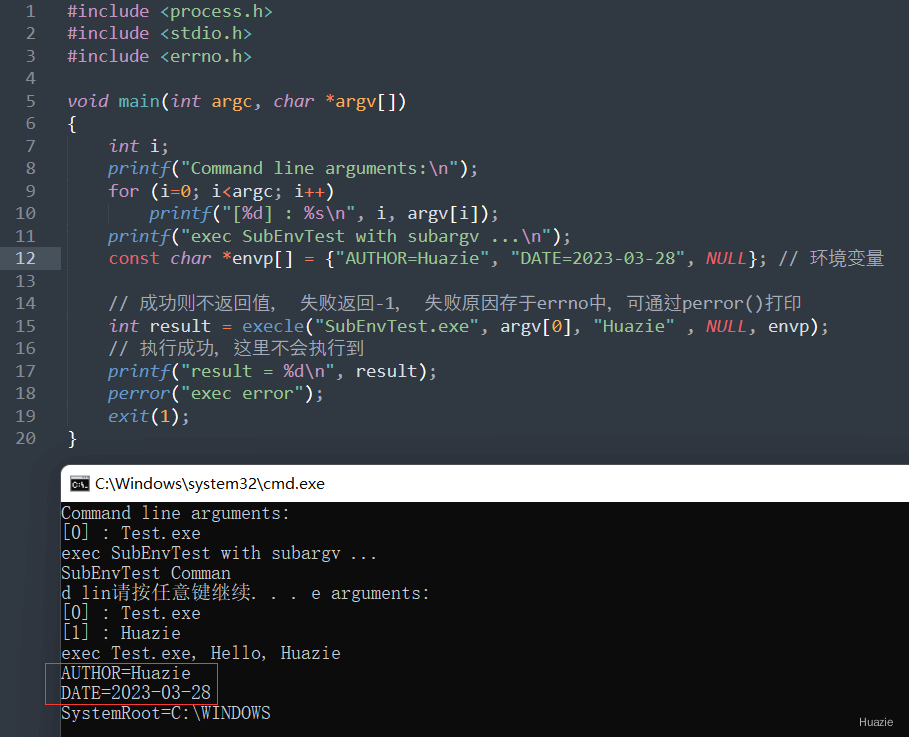 1 #include <process.h>
2 #include <stdio.h>
3 #include <errno.h>
4
5 void main(int argc, char *argv[])
6 {
7     int i;
8     printf("Command line arguments:\n");
9     for (i=0; i<argc; i++)
10         printf("[%d] : %s\n", i, argv[i]);
11     printf("exec SubEnvTest with subargv ...\n");
12     const char *envp[] = {"AUTHOR=Huazie", "DATE=2023-03-28", NULL}; // 环境变量
13
14     // 成功则不返回值, 失败返回-1, 失败原因存于errno中, 可通过perror()打印
15     int result = execle("SubEnvTest.exe", argv[0], "Huazie" , NULL, envp);
16     // 执行成功, 这里不会执行到
17     printf("result = %d\n", result);
18     perror("exec error");
19     exit(1);
20 }
C:\Windows\system32\cmd.exe
Command line arguments:
[0] : Test.exe
exec SubEnvTest with subargv ...
SubEnvTest Comman
d lin请按任意键继续. . . e arguments:
[0] : Test.exe
[1] : Huazie
exec Test.exe, Hello, Huazie
AUTHOR=Huazie
DATE=2023-03-28
SystemRoot=C:\WINDOWS
Huazie